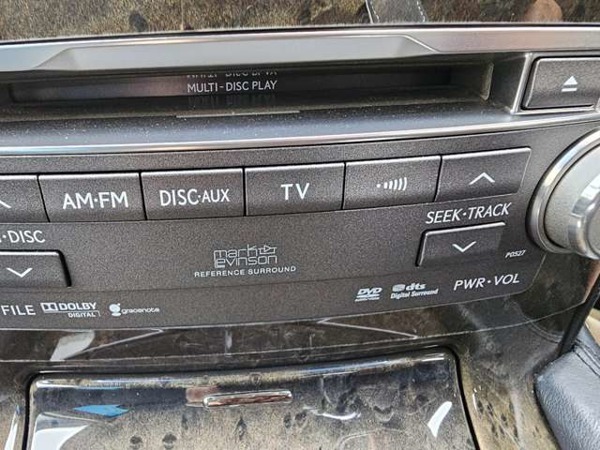 MULTI-DISC PLAY
AM•FM
DISC•AUX
TV
SEEK•TRACK
•DISC
mark
levinson
REFERENCE SURROUND
P0527
PWR•VOL
FILE
DOLBY
DIGITAL
gracenote
DVD
dts
Digital Surround